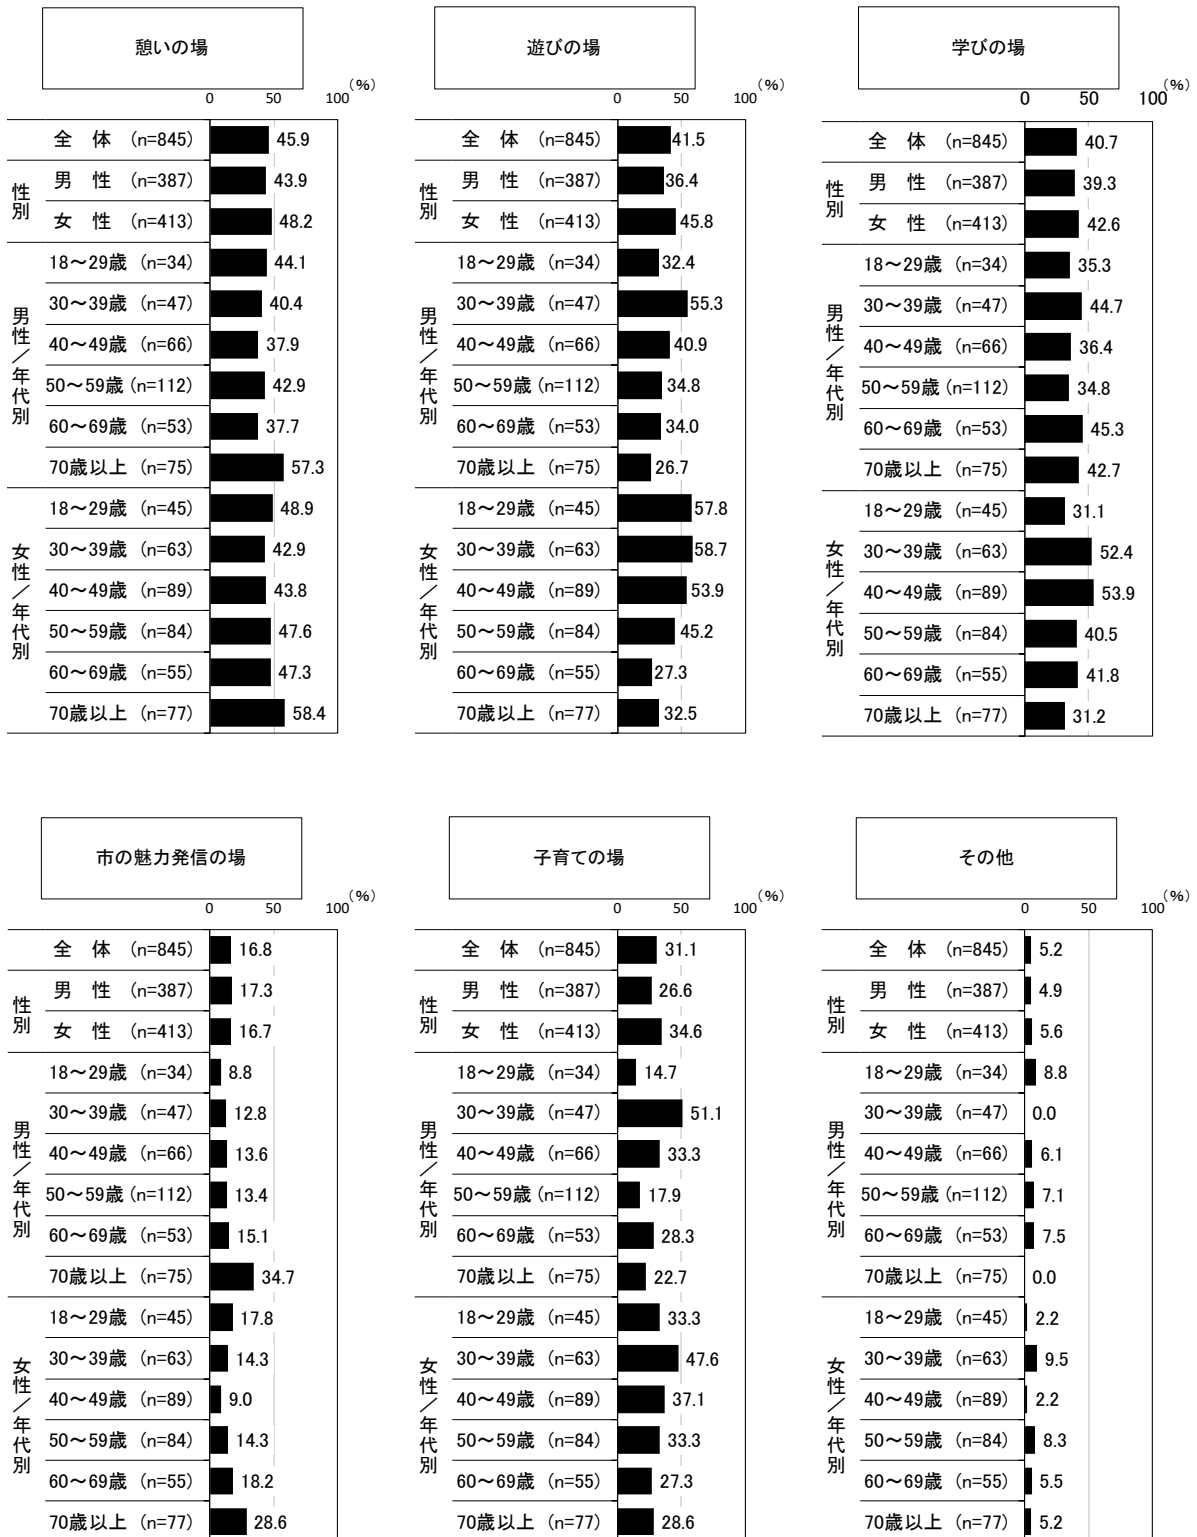 憩いの場
(%)
0 50 100
性別
男性/年代別
女性/年代別
全 体 (n=845) 45.9
男 性 (n=387) 43.9
女 性 (n=413) 48.2
18～29歳 (n=34) 44.1
30～39歳 (n=47) 40.4
40～49歳 (n=66) 37.9
50～59歳 (n=112) 42.9
60～69歳 (n=53) 37.7
70歳以上 (n=75) 57.3
18～29歳 (n=45) 48.9
30～39歳 (n=63) 42.9
40～49歳 (n=89) 43.8
50～59歳 (n=84) 47.6
60～69歳 (n=55) 47.3
70歳以上 (n=77) 58.4
遊びの場
(%)
0 50 100
性別
男性/年代別
女性/年代別
全 体 (n=845) 41.5
男 性 (n=387) 36.4
女 性 (n=413) 45.8
18～29歳 (n=34) 32.4
30～39歳 (n=47) 55.3
40～49歳 (n=66) 40.9
50～59歳 (n=112) 34.8
60～69歳 (n=53) 34.0
70歳以上 (n=75) 26.7
18～29歳 (n=45) 57.8
30～39歳 (n=63) 58.7
40～49歳 (n=89) 53.9
50～59歳 (n=84) 45.2
60～69歳 (n=55) 27.3
70歳以上 (n=77) 32.5
学びの場
(%)
0 50 100
性別
男性/年代別
女性/年代別
全 体 (n=845) 40.7
男 性 (n=387) 39.3
女 性 (n=413) 42.6
18～29歳 (n=34) 35.3
30～39歳 (n=47) 44.7
40～49歳 (n=66) 36.4
50～59歳 (n=112) 34.8
60～69歳 (n=53) 45.3
70歳以上 (n=75) 42.7
18～29歳 (n=45) 31.1
30～39歳 (n=63) 52.4
40～49歳 (n=89) 53.9
50～59歳 (n=84) 40.5
60～69歳 (n=55) 41.8
70歳以上 (n=77) 31.2
市の魅力発信の場
(%)
0 50 100
性別
男性/年代別
女性/年代別
全 体 (n=845) 16.8
男 性 (n=387) 17.3
女 性 (n=413) 16.7
18～29歳 (n=34) 8.8
30～39歳 (n=47) 12.8
40～49歳 (n=66) 13.6
50～59歳 (n=112) 13.4
60～69歳 (n=53) 15.1
70歳以上 (n=75) 34.7
18～29歳 (n=45) 17.8
30～39歳 (n=63) 14.3
40～49歳 (n=89) 9.0
50～59歳 (n=84) 14.3
60～69歳 (n=55) 18.2
70歳以上 (n=77) 28.6
子育ての場
(%)
0 50 100
性別
男性/年代別
女性/年代別
全 体 (n=845) 31.1
男 性 (n=387) 26.6
女 性 (n=413) 34.6
18～29歳 (n=34) 14.7
30～39歳 (n=47) 51.1
40～49歳 (n=66) 33.3
50～59歳 (n=112) 17.9
60～69歳 (n=53) 28.3
70歳以上 (n=75) 22.7
18～29歳 (n=45) 33.3
30～39歳 (n=63) 47.6
40～49歳 (n=89) 37.1
50～59歳 (n=84) 33.3
60～69歳 (n=55) 27.3
70歳以上 (n=77) 28.6
その他
(%)
0 50 100
性別
男性/年代別
女性/年代別
全 体 (n=845) 5.2
男 性 (n=387) 4.9
女 性 (n=413) 5.6
18～29歳 (n=34) 8.8
30～39歳 (n=47) 0.0
40～49歳 (n=66) 6.1
50～59歳 (n=112) 7.1
60～69歳 (n=53) 7.5
70歳以上 (n=75) 0.0
18～29歳 (n=45) 2.2
30～39歳 (n=63) 9.5
40～49歳 (n=89) 2.2
50～59歳 (n=84) 8.3
60～69歳 (n=55) 5.5
70歳以上 (n=77) 5.2